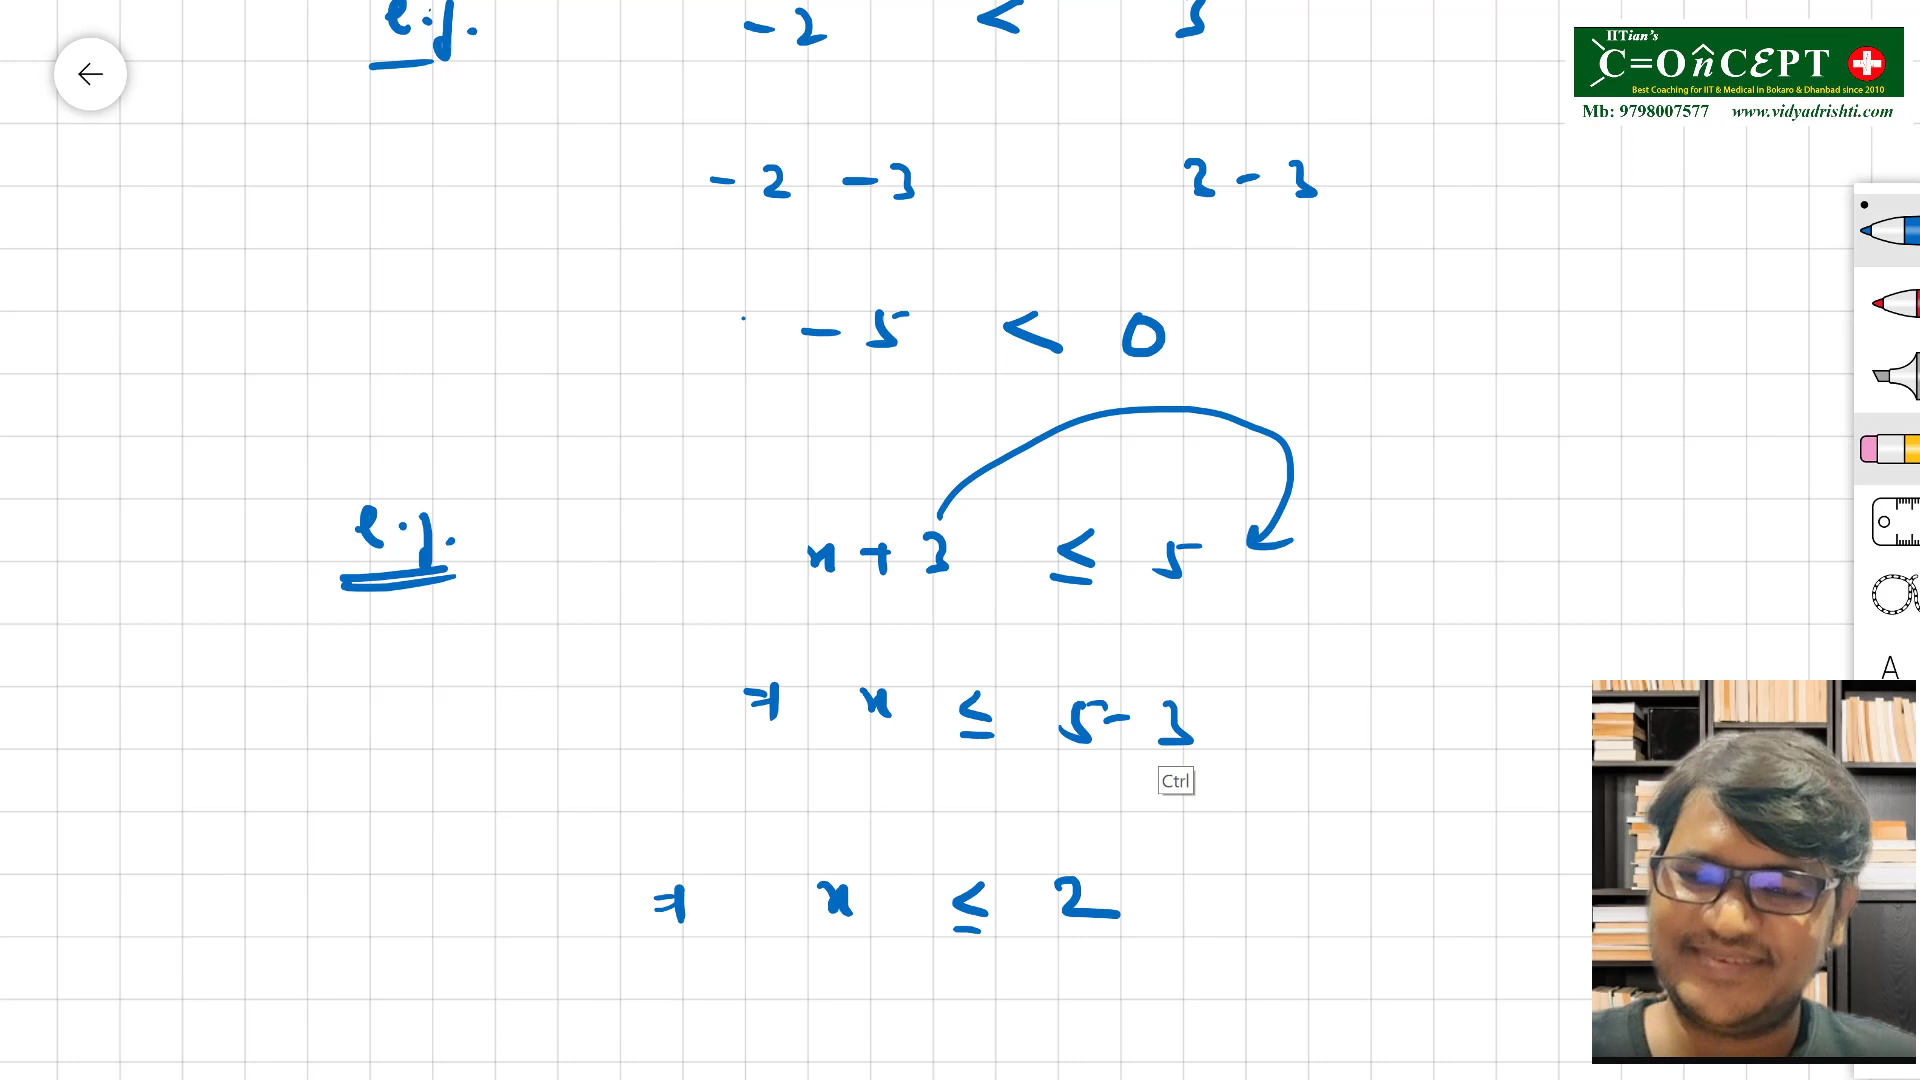 e.g. -2 < 3
IITian's
C=OnCEPT
Best Coaching for IIT & Medical in Bokaro & Dhanbad since 2010
Mb: 9798007577 www.vidyadrishti.com
-2 -3 3 - 3
-5 < 0
e.g. x + 3 ≤ 5
⇒ x ≤ 5 - 3
Ctrl
⇒ x ≤ 2
A